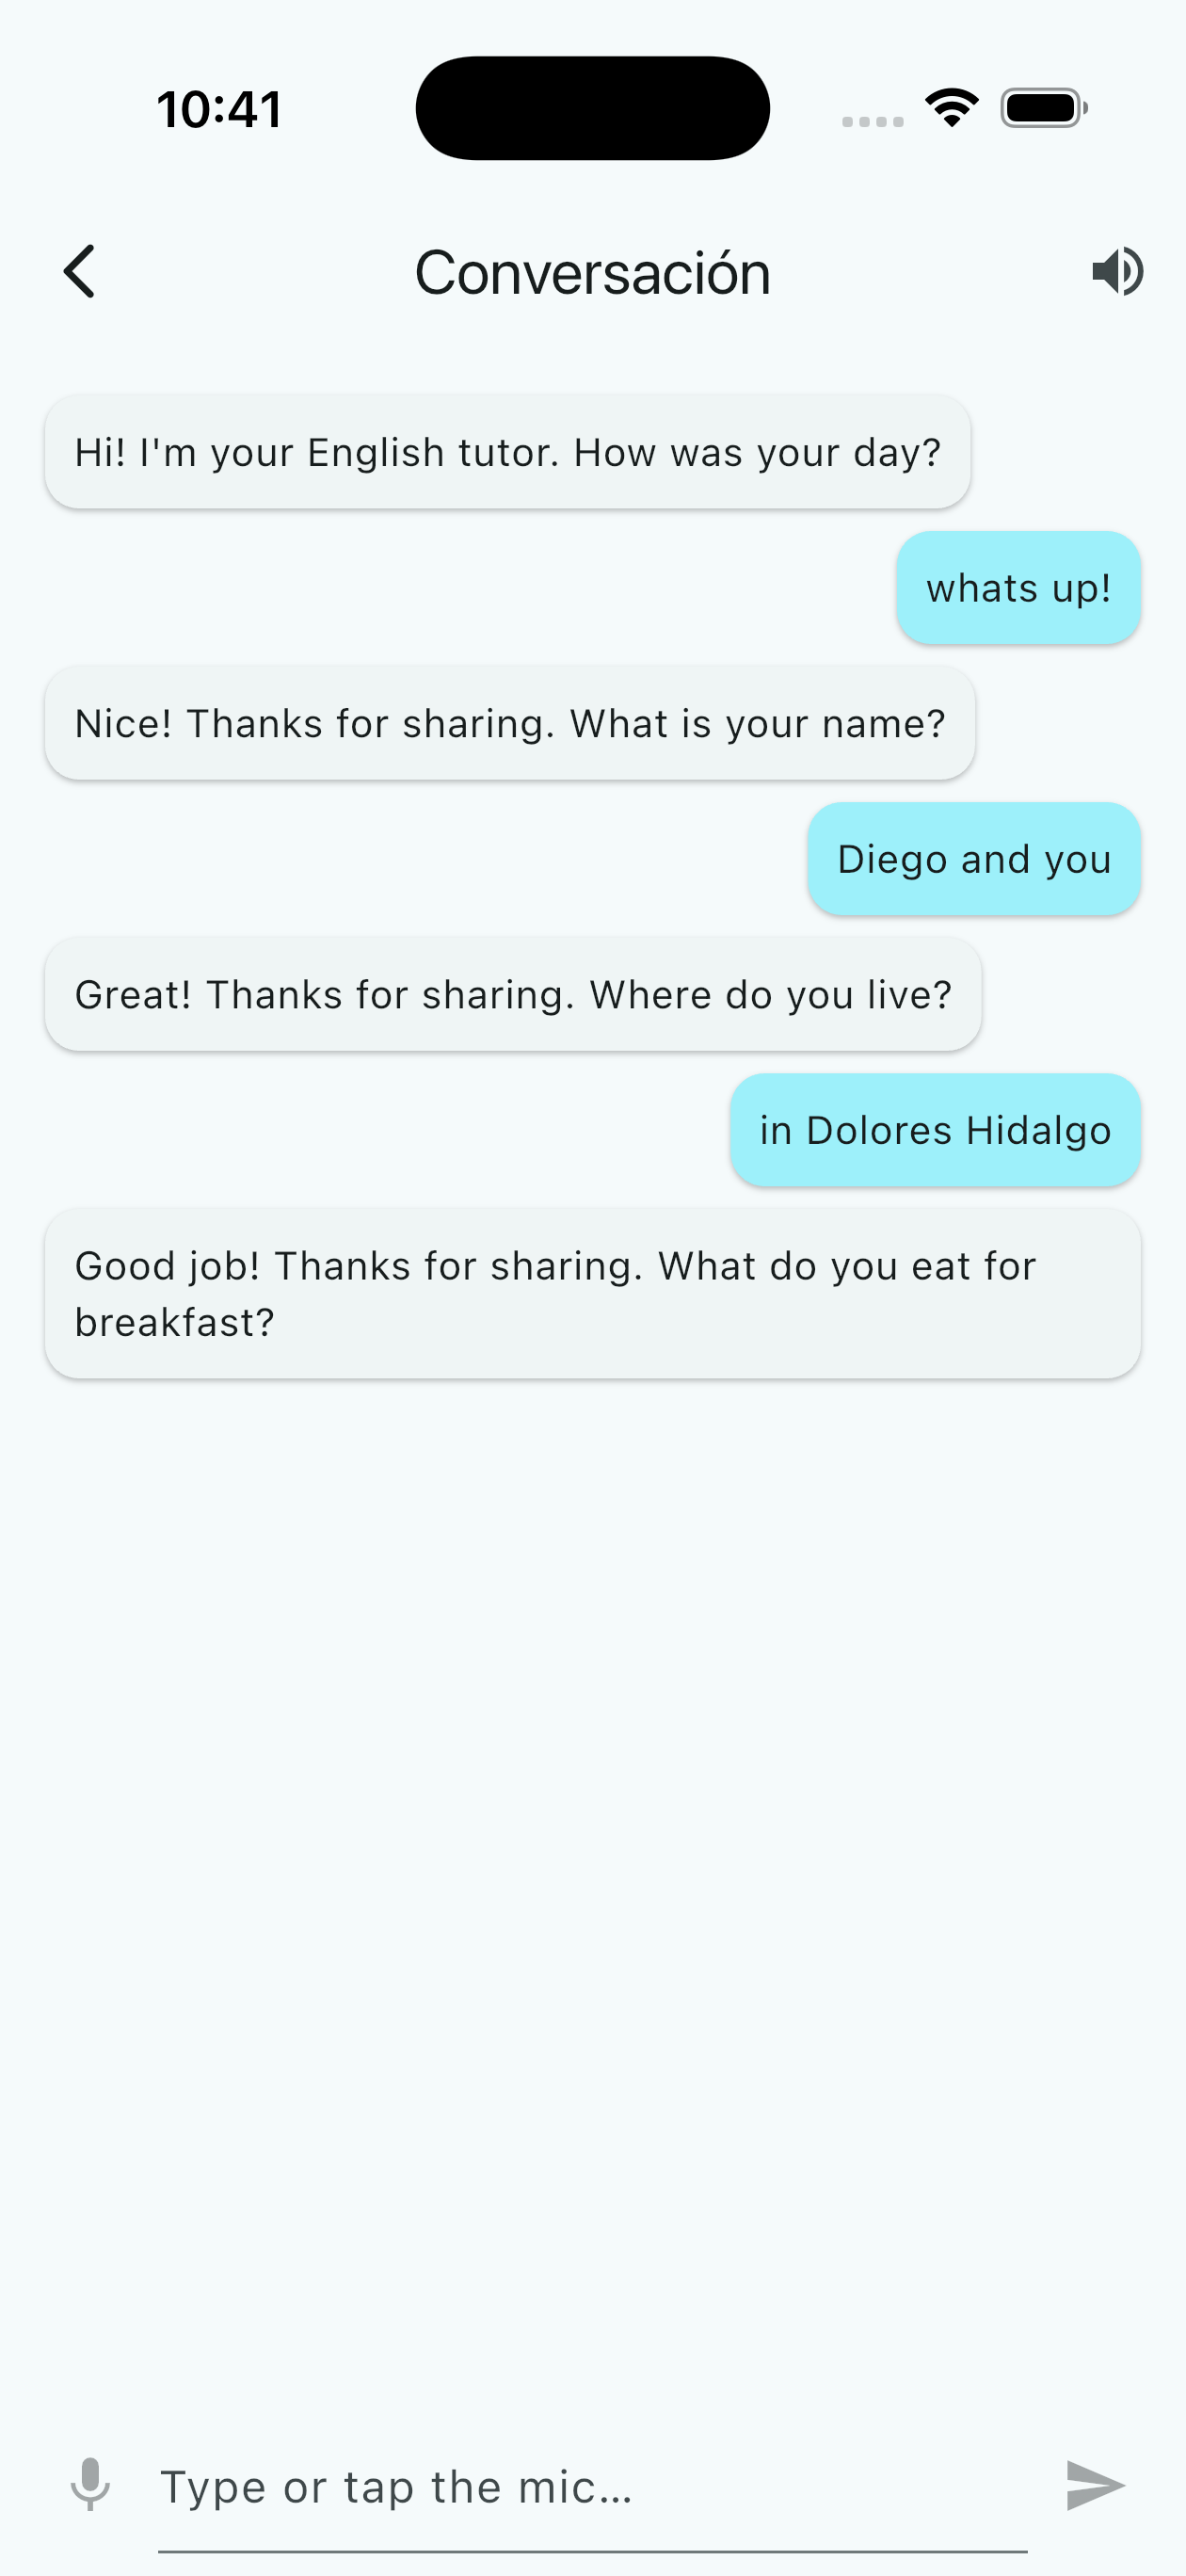 10:41
Conversación
Hi! I'm your English tutor. How was your day?
whats up!
Nice! Thanks for sharing. What is your name?
Diego and you
Great! Thanks for sharing. Where do you live?
in Dolores Hidalgo
Good job! Thanks for sharing. What do you eat for
breakfast?
Type or tap the mic...